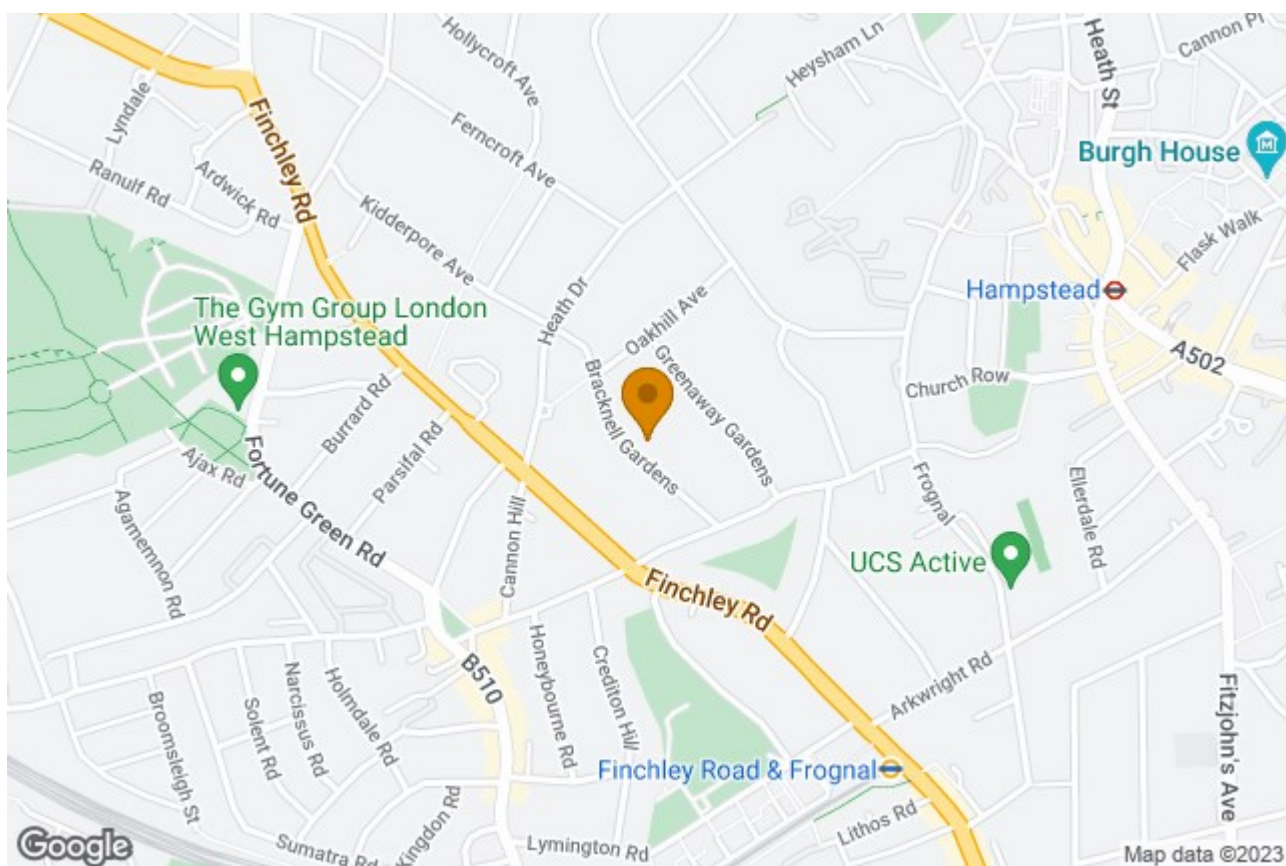 Hollycroft Ave
Heysham Ln
Heath St
Cannon Pl
Lyndale
Finchley Rd
Ferncroft Ave
Burgh House
Ranulf Rd
Ardwick Rd
Kidderpore Ave
Flask Walk
Heath Dr
Hampstead
The Gym Group London
West Hampstead
Oakhill Ave
A502
Bracknell Gardens
Greenaway Gardens
Church Row
Burrard Rd
Parsifal Rd
Ajax Rd
Fortune Green Rd
Frognal
Ellerdale Rd
Agamemnon Rd
Cannon Hill
UCS Active
Finchley Rd
Honeybourne Rd
Crediton Hill
B510
Arkwright Rd
Fitzjohn's Ave
Broomsleigh St
Solent Rd
Narcissus Rd
Holmdale Rd
Finchley Road & Frognal
Kingdon Rd
Lithos Rd
Google
Sumatra Rd
Lymington Rd
Map data ©2023